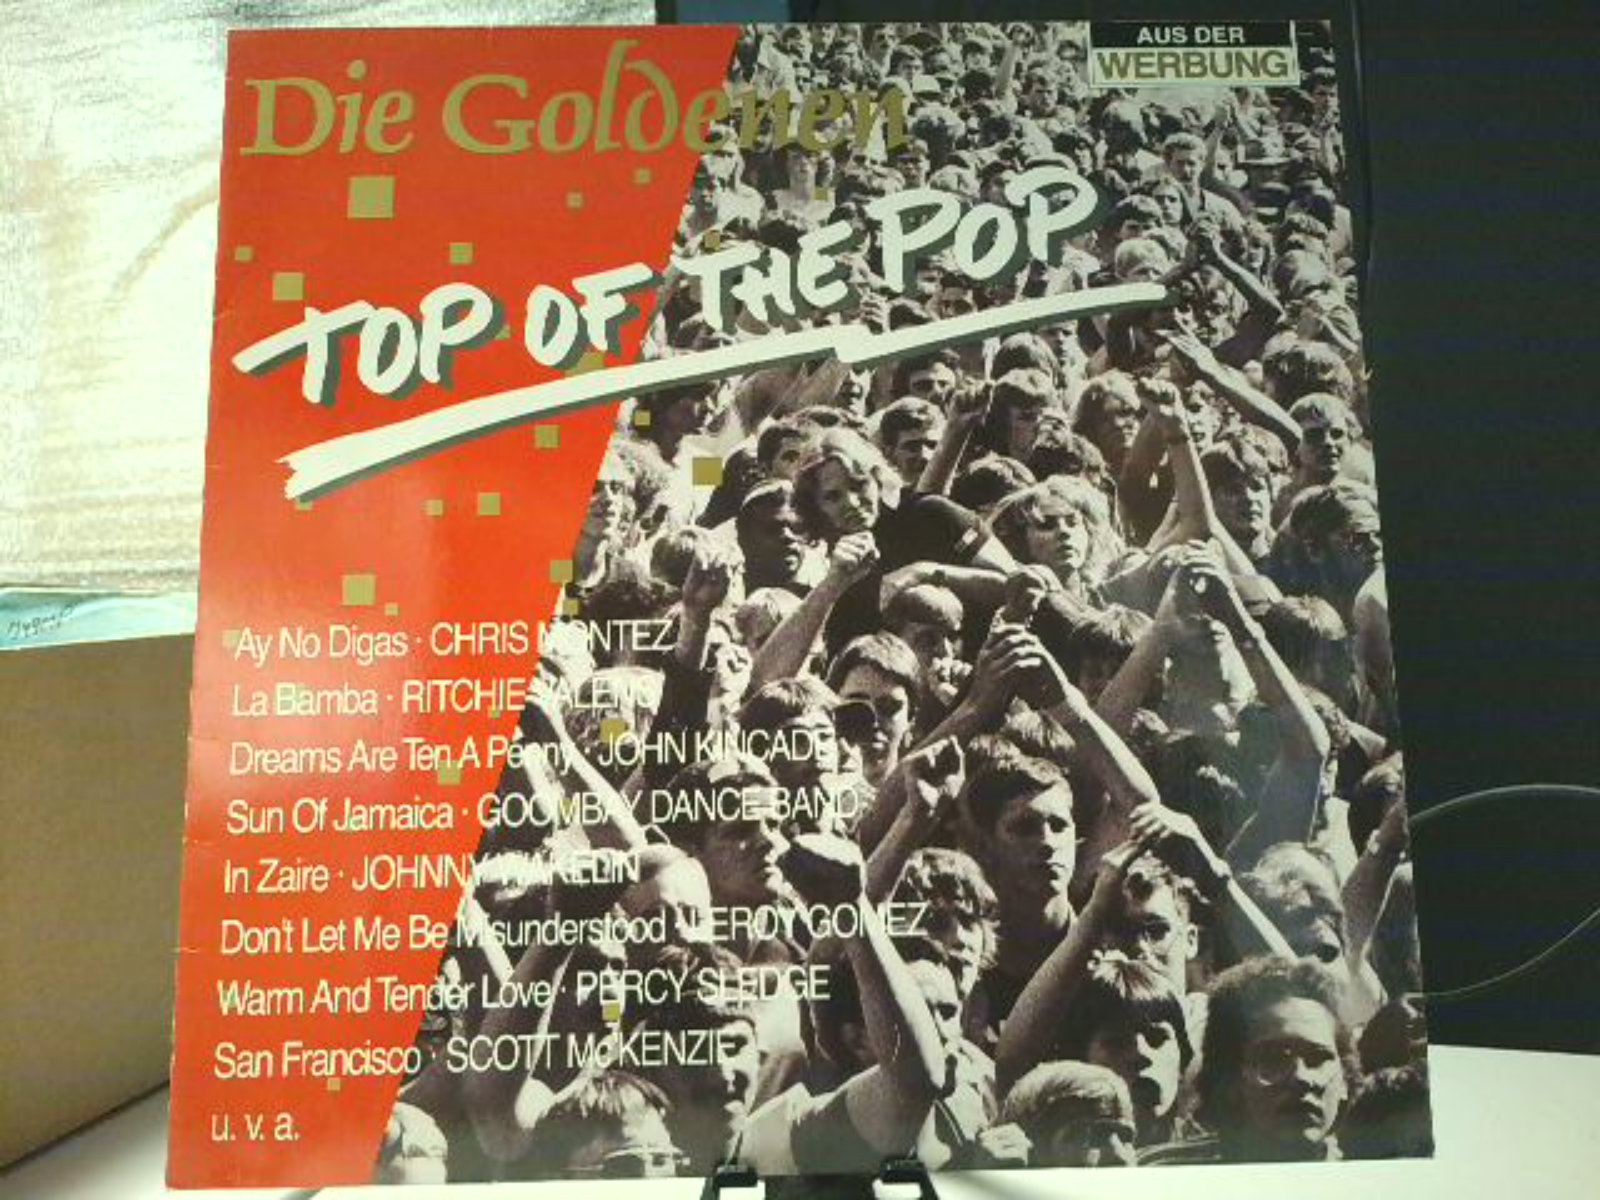 AUS DER
WERBUNG
Die Goldenen
TOP OF THE POP
Ay No Digas · CHRIS MONTEZ
La Bamba · RITCHIE VALENS
Dreams Are Ten A Penny · JOHN KINCADE
Sun Of Jamaica · GOOMBAY DANCE BAND
In Zaire · JOHNNY WAKELIN
Don't Let Me Be Misunderstood · LEROY GOMEZ
Warm And Tender Love · PERCY SLEDGE
San Francisco · SCOTT McKENZIE
u. v. a.